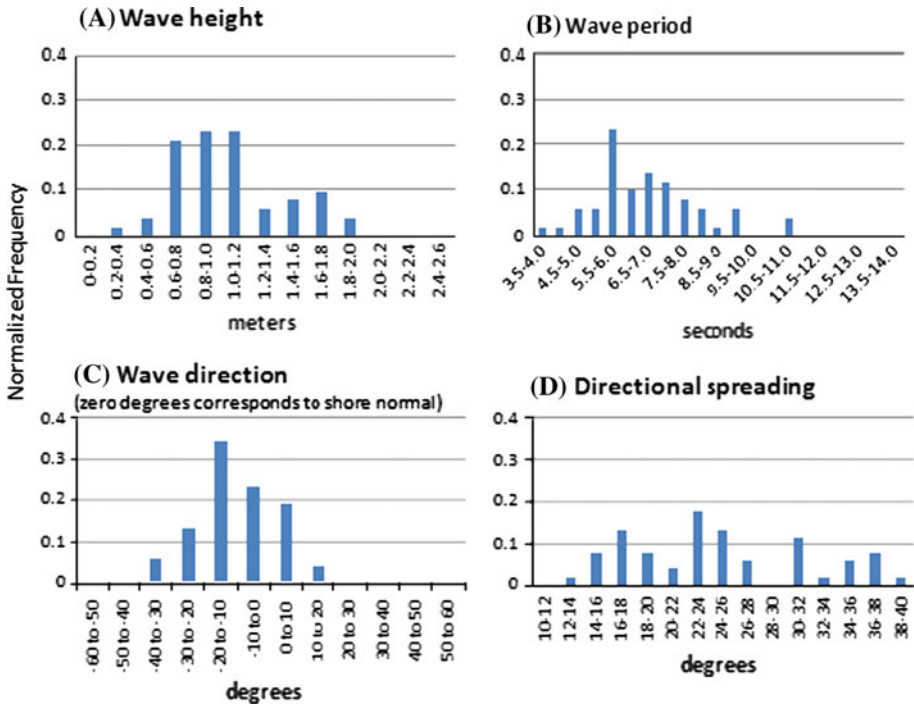 (A) Wave height
0.4
0.3
0.2
0.1
0
0-0.2
0.2-0.4
0.4-0.6
0.6-0.8
0.8-1.0
1.0-1.2
1.2-1.4
1.4-1.6
1.6-1.8
1.8-2.0
2.0-2.2
2.2-2.4
2.4-2.6
meters
(B) Wave period
0.4
0.3
0.2
0.1
0
3.5-4.0
4.5-5.0
5.5-6.0
6.5-7.0
7.5-8.0
8.5-9.0
9.5-10.0
10.5-11.0
11.5-12.0
12.5-13.0
13.5-14.0
seconds
Normalized Frequency
(C) Wave direction
(zero degrees corresponds to shore normal)
0.4
0.3
0.2
0.1
0
-60 to -50
-50 to -40
-40 to -30
-30 to -20
-20 to -10
-10 to 0
0 to 10
10 to 20
20 to 30
30 to 40
40 to 50
50 to 60
degrees
(D) Directional spreading
0.4
0.3
0.2
0.1
0
10-12
12-14
14-16
16-18
18-20
20-22
22-24
24-26
26-28
28-30
30-32
32-34
34-36
36-38
38-40
degrees